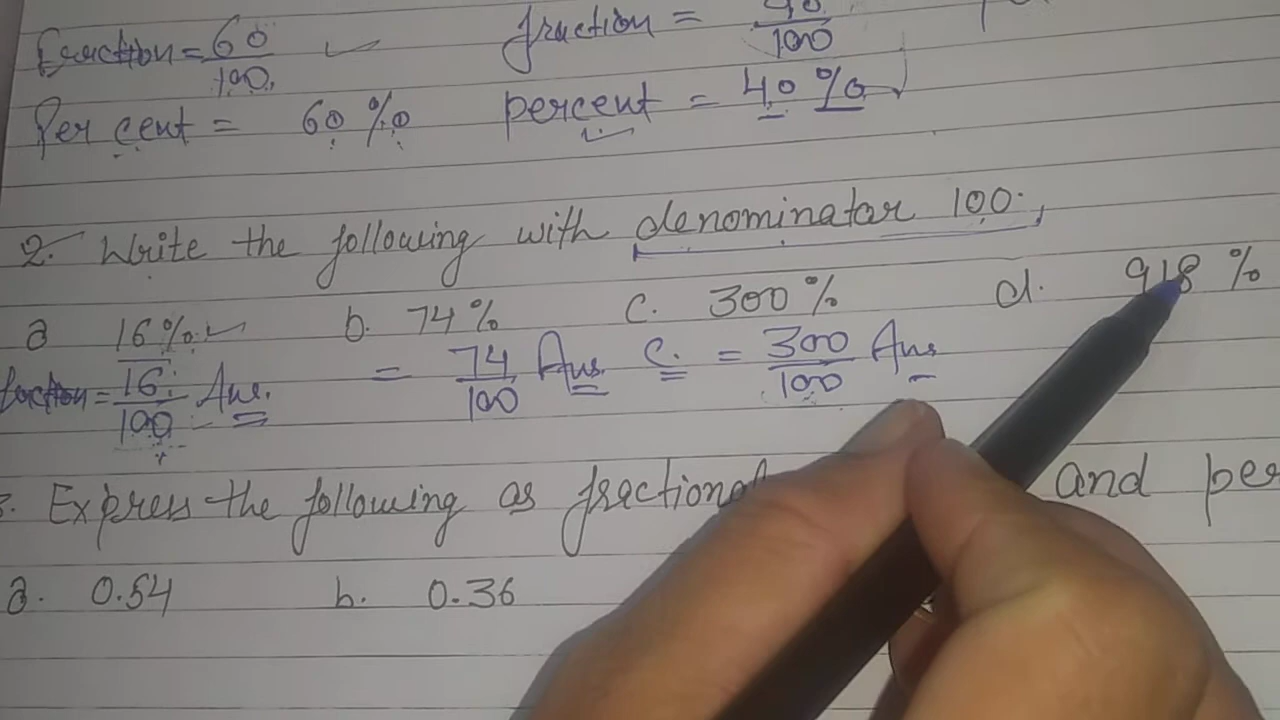 fraction = 60/100 fraction = 40/100
Per cent = 60 % percent = 40 %
2. Write the following with denominator 100.
a 16% b. 74% c. 300% d. 918 %
fraction = 16/100 Ans. = 74/100 Ans. c. = 300/100 Ans
3. Express the following as fractional and per
a. 0.54 b. 0.36